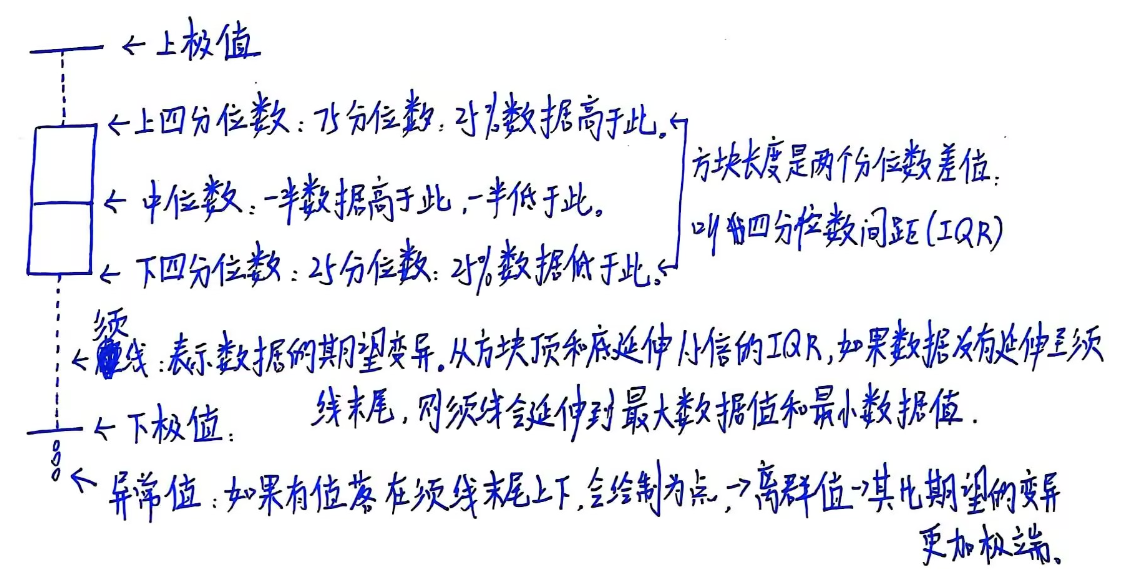 ←上极值
←上四分位数:75分位数:25%数据高于此。←
方块长度是两个分位数差值:
←中位数:一半数据高于此,一半低于此。
叫做四分位数间距(IQR)
←下四分位数:25分位数:25%数据低于此。←
←须线:表示数据的期望变异。从方块顶和底延伸1.5倍的IQR,如果数据没有延伸至须
线末尾,则须线会延伸到最大数据值和最小数据值.
←下极值:
←异常值:如果有值落在须线末尾上下,会绘制为点,→离群值→其比期望的变异
更加极端。